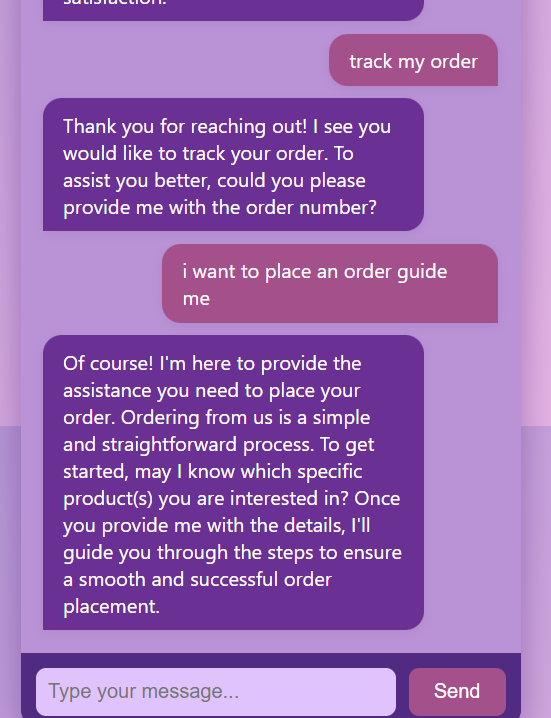 satisfaction.
track my order
Thank you for reaching out! I see you
would like to track your order. To
assist you better, could you please
provide me with the order number?
i want to place an order guide
me
Of course! I'm here to provide the
assistance you need to place your
order. Ordering from us is a simple
and straightforward process. To get
started, may I know which specific
product(s) you are interested in? Once
you provide me with the details, I'll
guide you through the steps to ensure
a smooth and successful order
placement.
Type your message...
Send